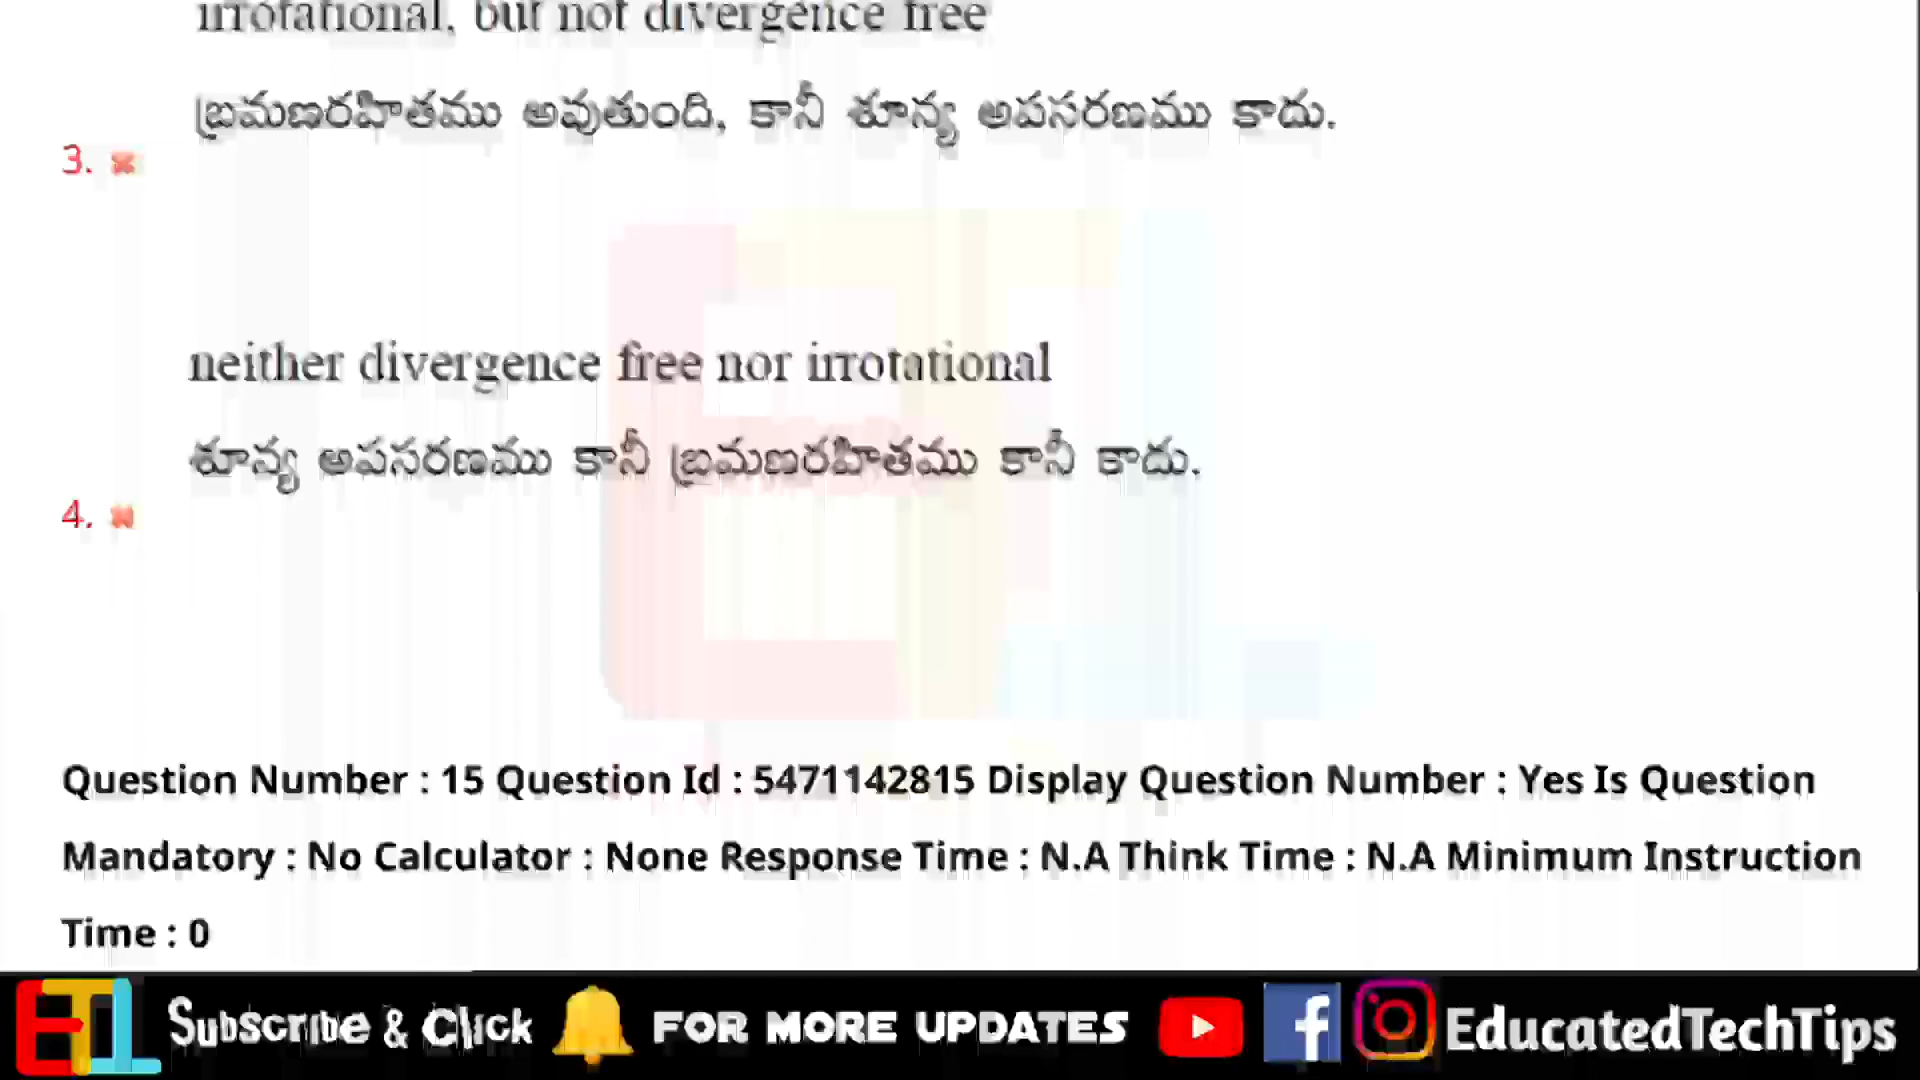 irrotational, but not divergence free
భ్రమణరహితము అవుతుంది, కానీ శూన్య అపసరణము కాదు.
3.
neither divergence free nor irrotational
శూన్య అపసరణము కానీ భ్రమణరహితము కానీ కాదు.
4.
Question Number : 15 Question Id : 5471142815 Display Question Number : Yes Is Question
Mandatory : No Calculator : None Response Time : N.A Think Time : N.A Minimum Instruction
Time : 0
ETL Subscribe & Click FOR MORE UPDATES EducatedTechTips